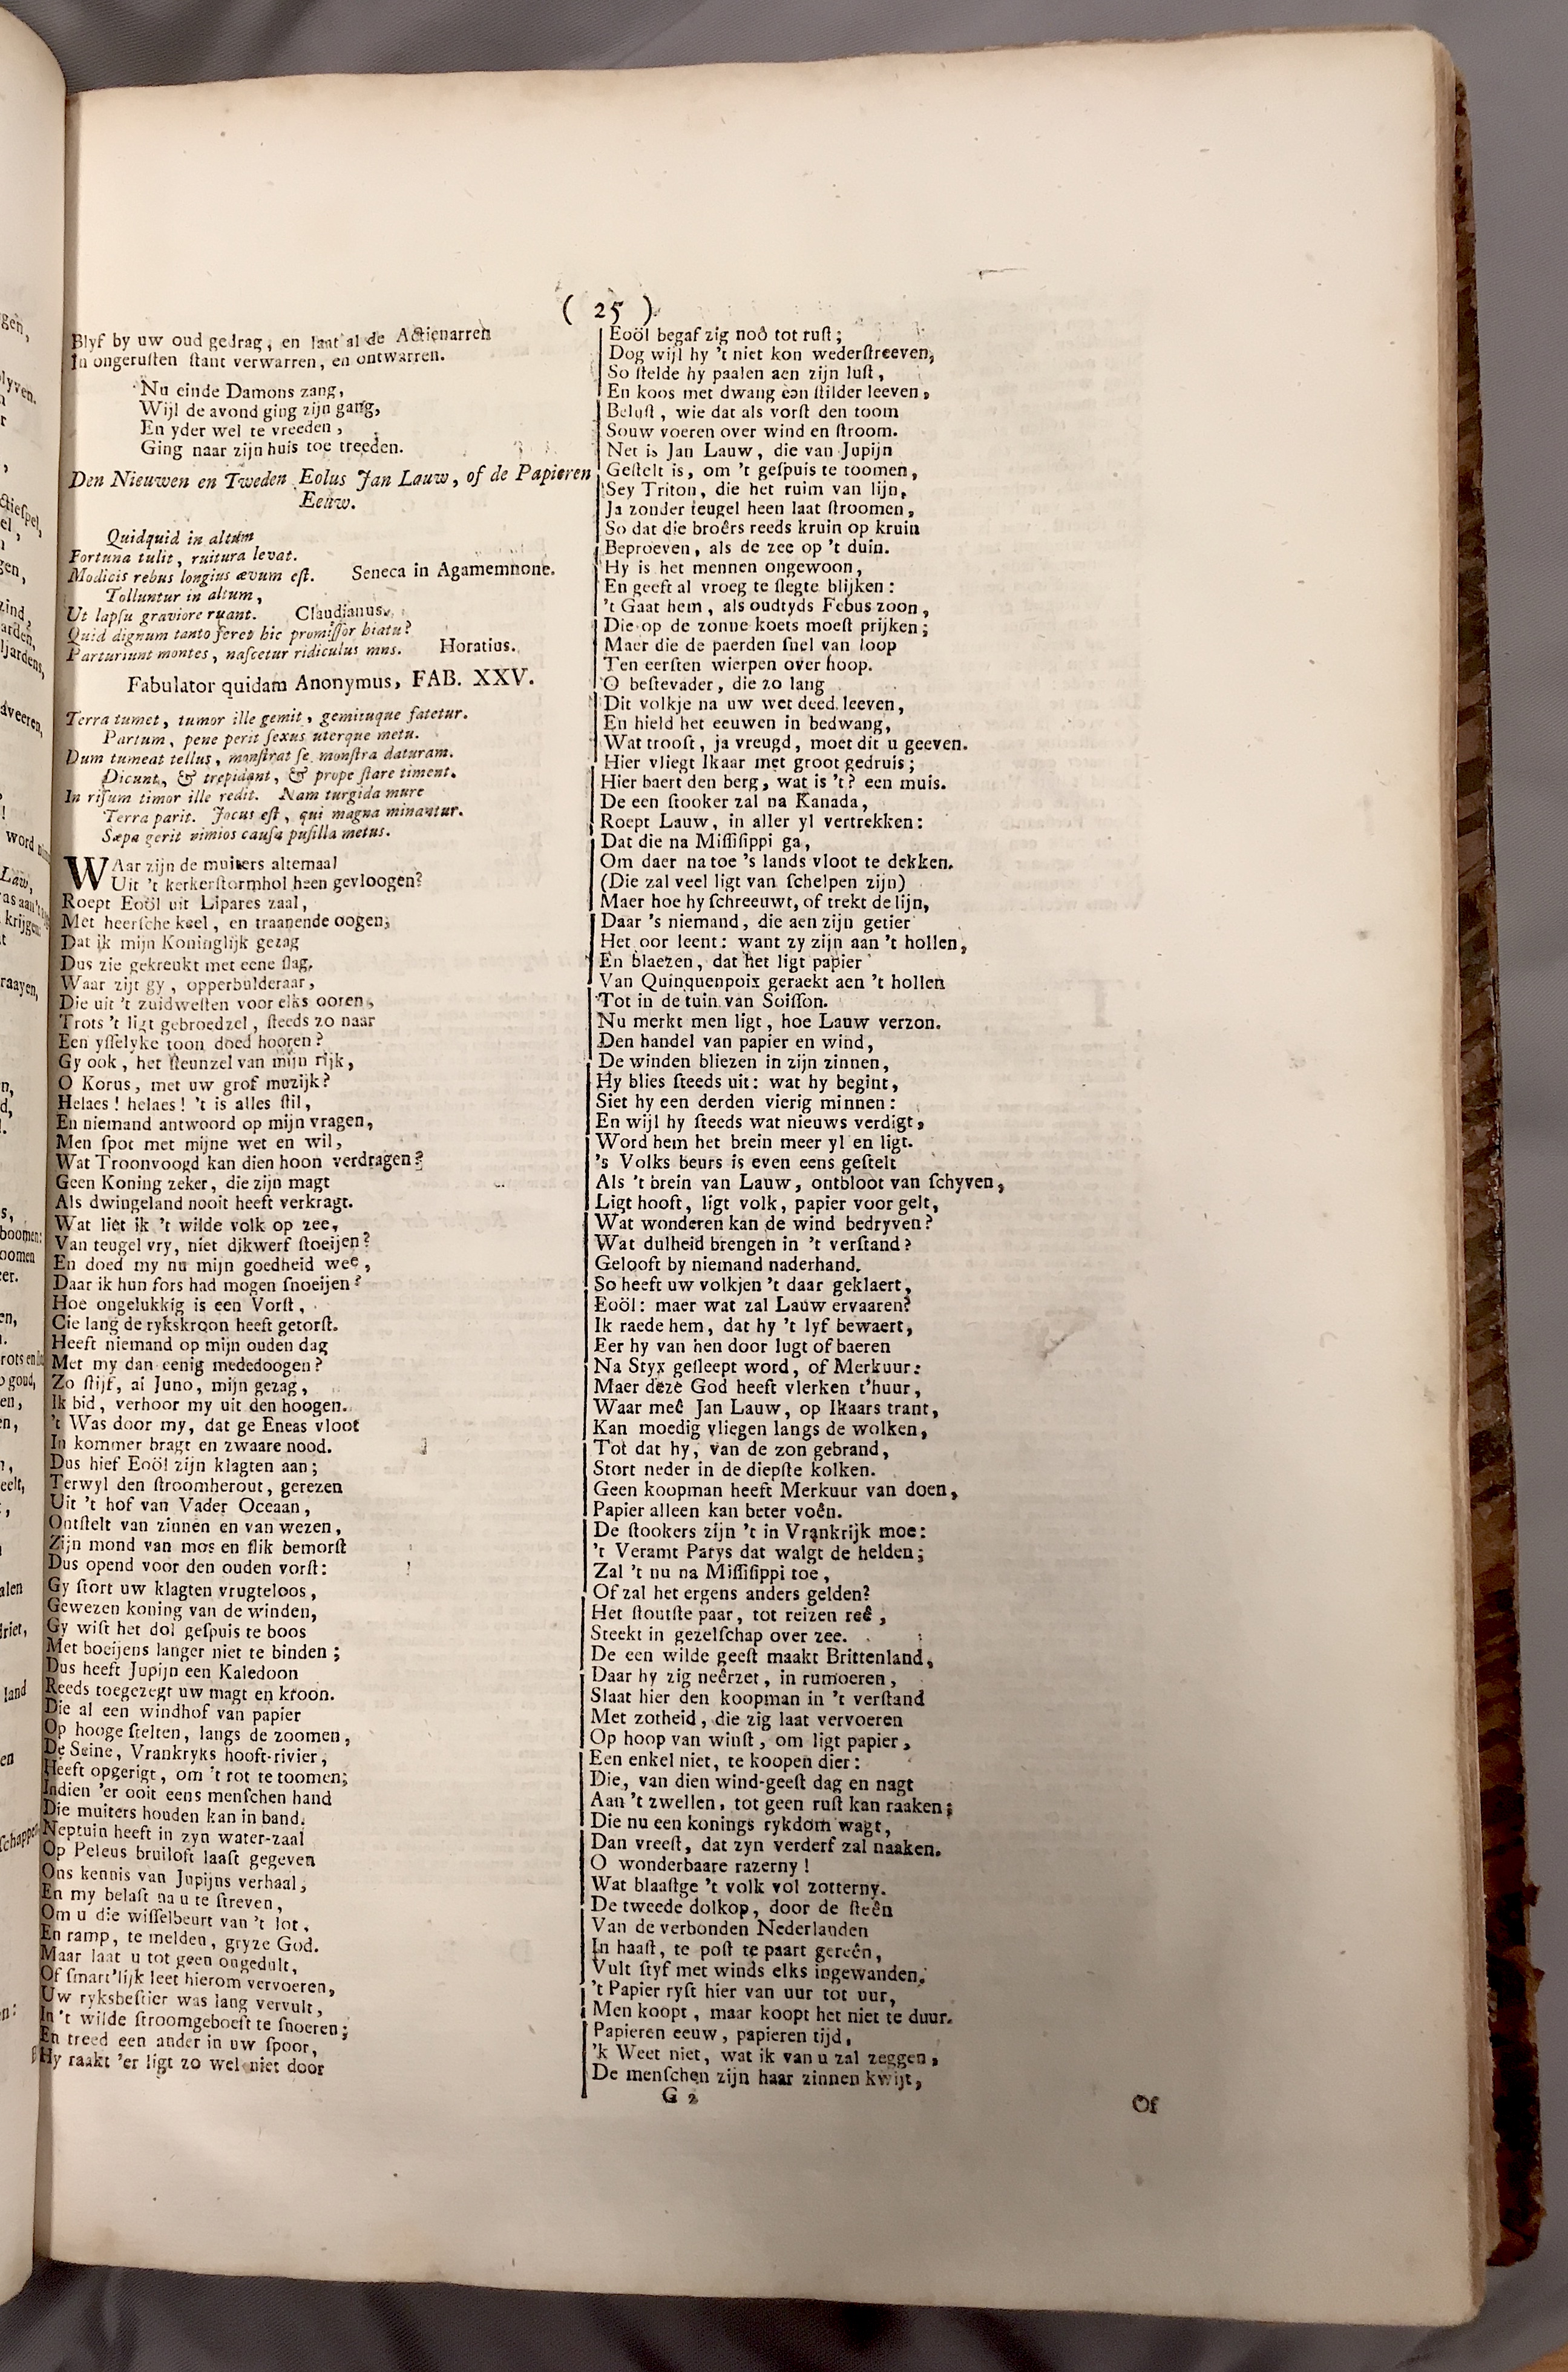 ( 25 )
Blyf by uw oud gedrag, en laat al de Actienarren
In ongerusten stant verwarren, en ontwarren.
Nu einde Damons zang,
Wijl de avond ging zijn gang,
En yder wel te vreeden,
Ging naar zijn huis toe treeden.
Den Nieuwen en Tweden Eolus Jan Lauw, of de Papieren
Eeuw.
Quidquid in altum
Fortuna tulit, ruitura levat.
Modicis rebus longius ævum eſt. Seneca in Agamemnone.
Tolluntur in altum,
Ut lapſu graviore ruant. Claudianus.
Quid dignum tanto feret hic promiſſor hiatu?
Parturiunt montes, naſcetur ridiculus mns. Horatius.
Fabulator quidam Anonymus, FAB. XXV.
Terra tumet, tumor ille gemit, gemituque fatetur.
Partum, pene perit ſexus uterque metu.
Dum tumeat tellus, monſtrat ſe monſtra daturam.
Dicunt, & trepidant, & prope ſtare timent.
In riſum timor ille redit. Nam turgida mure
Terra parit. Jocus eſt, qui magna minantur.
Sæpe gerit nimios cauſa puſilla metus.
WAar zijn de muiters altemaal
Uit 't kerkerſtormhol heen gevloogen?
Roept Eoöl uit Lipares zaal,
Met heerſche keel, en traanende oogen,
Dat ik mijn Koninglijk gezag
Dus zie gekreukt met eene ſlag.
Waar zijt gy, opperbulderaar,
Die uit 't zuidweſten voor elks ooren,
Trots 't ligt gebroedzel, ſteeds zo naar
Een yſſelyke toon doed hooren?
Gy ook, het ſteunzel van mijn rijk,
O Korus, met uw grof muzijk?
Helaes! helaes! 't is alles ſtil,
En niemand antwoord op mijn vragen,
Men ſpot met mijne wet en wil,
Wat Troonvoogd kan dien hoon verdragen?
Geen Koning zeker, die zijn magt
Als dwingeland nooit heeft verkragt.
Wat liet ik 't wilde volk op zee,
Van teugel vry, niet dikwerf ſtoeijen?
En doed my nu mijn goedheid wee,
Daar ik hun fors had mogen ſnoeijen?
Hoe ongelukkig is een Vorſt,
Cie lang de rykskroon heeft getorſt.
Heeft niemand op mijn ouden dag
Met my dan eenig mededoogen?
Zo ſtijf, ai Juno, mijn gezag,
Ik bid, verhoor my uit den hoogen.
't Was door my, dat ge Eneas vloot
In kommer bragt en zwaare nood.
Dus hief Eoöl zijn klagten aan;
Terwyl den ſtroomherout, gerezen
Uit 't hof van Vader Oceaan,
Ontſtelt van zinnen en van wezen,
Zijn mond van mos en ſlik bemorſt
Dus opend voor den ouden vorſt:
Gy ſtort uw klagten vrugteloos,
Gewezen koning van de winden,
Gy wiſt het dol geſpuis te boos
Met boeijens langer niet te binden;
Dus heeft Jupijn een Kaledoon
Reeds toegezegt uw magt en kroon.
Die al een windhof van papier
Op hooge ſtelten, langs de zoomen,
De Seine, Vrankryks hooft-rivier,
Heeft opgerigt, om 't rot te toomen;
Indien 'er ooit eens menſchen hand
Die muiters houden kan in band.
Neptuin heeft in zyn water-zaal
Op Peleus bruiloft laaſt gegeven
Ons kennis van Jupijns verhaal,
En my belaſt na u te ſtreven,
Om u die wiſſelbeurt van 't lot,
En ramp, te melden, gryze God.
Maar laat u tot geen ongedult,
Of ſmart'lijk leet hierom vervoeren,
Uw ryksbeſtier was lang vervult,
In 't wilde ſtroomgeboeſt te ſnoeren;
En treed een ander in uw ſpoor,
Hy raakt 'er ligt zo wel niet door
Eoöl begaf zig noô tot ruſt;
Dog wijl hy 't niet kon wederſtreeven,
So ſtelde hy paalen aen zijn luſt,
En koos met dwang een ſtilder leeven,
Beluſt, wie dat als vorſt den toom
Souw voeren over wind en ſtroom.
Net is Jan Lauw, die van Jupijn
Geſtelt is, om 't geſpuis te toomen,
Sey Triton, die het ruim van lijn,
Ja zonder teugel heen laat ſtroomen,
So dat die broêrs reeds kruin op kruin
Beproeven, als de zee op 't duin.
Hy is het mennen ongewoon,
En geeft al vroeg te ſlegte blijken:
't Gaat hem, als oudtyds Febus zoon,
Die op de zonne koets moeſt prijken;
Maer die de paerden ſnel van loop
Ten eerſten wierpen over hoop.
O beſtevader, die zo lang
Dit volkje na uw wet deed leeven,
En hield het eeuwen in bedwang,
Wat trooſt, ja vreugd, moet dit u geeven.
Hier vliegt Ikaar met groot gedruis;
Hier baert den berg, wat is 't? een muis.
De een ſtooker zal na Kanada,
Roept Lauw, in aller yl vertrekken:
Dat die na Miſſiſippi ga,
Om daer na toe 's lands vloot te dekken.
(Die zal veel ligt van ſchelpen zijn)
Maer hoe hy ſchreeuwt, of trekt de lijn,
Daar 's niemand, die aen zijn getier
Het oor leent: want zy zijn aan 't hollen,
En blaezen, dat het ligt papier
Van Quinquenpoix geraekt aen 't hollen
Tot in de tuin van Soiſſon.
Nu merkt men ligt, hoe Lauw verzon.
Den handel van papier en wind,
De winden bliezen in zijn zinnen,
Hy blies ſteeds uit: wat hy begint,
Siet hy een derden vierig minnen:
En wijl hy ſteeds wat nieuws verdigt,
Word hem het brein meer yl en ligt.
's Volks beurs is even eens geſtelt
Als 't brein van Lauw, ontbloot van ſchyven,
Ligt hooft, ligt volk, papier voor gelt,
Wat wonderen kan de wind bedryven?
Wat dulheid brengen in 't verſtand?
Gelooft by niemand naderhand.
So heeft uw volkjen 't daar geklaert,
Eoöl: maer wat zal Lauw ervaaren?
Ik raede hem, dat hy 't lyf bewaert,
Eer hy van hen door lugt of baeren
Na Styx geſleept word, of Merkuur:
Maer deze God heeft vlerken t'huur,
Waar meê Jan Lauw, op Ikaars trant,
Kan moedig vliegen langs de wolken,
Tot dat hy, van de zon gebrand,
Stort neder in de diepſte kolken.
Geen koopman heeft Merkuur van doen,
Papier alleen kan beter voên.
De ſtookers zijn 't in Vrankrijk moe:
't Veramt Parys dat walgt de helden;
Zal 't nu na Miſſiſippi toe,
Of zal het ergens anders gelden?
Het ſtoutſte paar, tot reizen reê,
Steekt in gezelſchap over zee.
De een wilde geeſt maakt Brittenland,
Daar hy zig neêrzet, in rumoeren,
Slaat hier den koopman in 't verſtand
Met zotheid, die zig laat vervoeren
Op hoop van winſt, om ligt papier,
Een enkel niet, te koopen dier:
Die, van dien wind-geeſt dag en nagt
Aan 't zwellen, tot geen ruſt kan raaken;
Die nu een konings rykdom wagt,
Dan vreeſt, dat zyn verderf zal naaken.
O wonderbaare razerny!
Wat blaaſtge 't volk vol zotterny.
De tweede dolkop, door de ſteên
Van de verbonden Nederlanden
In haaſt, te poſt te paart gereên,
Vult ſtyf met winds elks ingewanden.
't Papier ryſt hier van uur tot uur,
Men koopt, maar koopt het niet te duur.
Papieren eeuw, papieren tijd,
'k Weet niet, wat ik van u zal zeggen,
De menſchen zijn haar zinnen kwijt,
G 2
Of